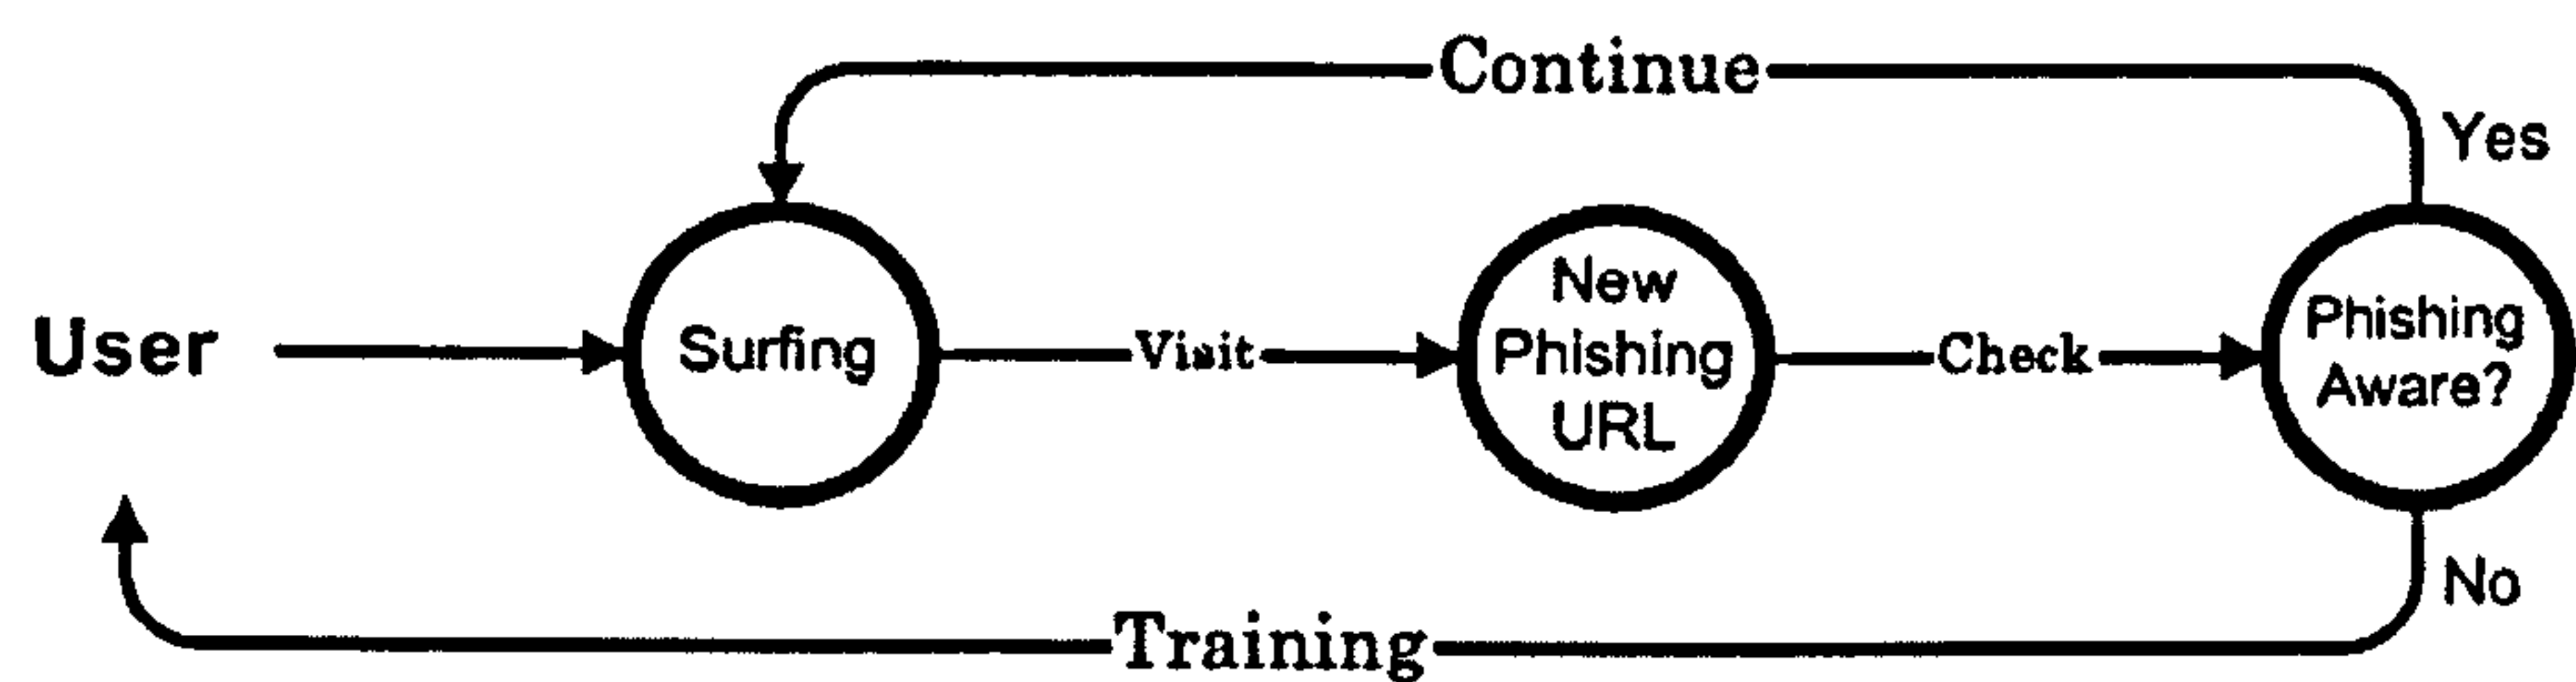 Continue
Yes
User
Surfing
Visit
New
Phishing
URL
Check
Phishing
Aware?
No
Training